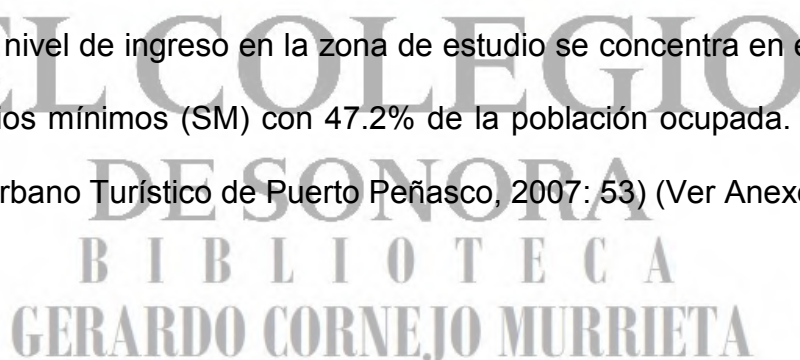 EL COLEGIO
nivel de ingreso en la zona de estudio se concentra en e
ios mínimos (SM) con 47.2% de la población ocupada.
rbano Turístico de Puerto Peñasco, 2007: 53) (Ver Anexo
DE SONORA
BIBLIOTECA
GERARDO CORNEJO MURRIETA